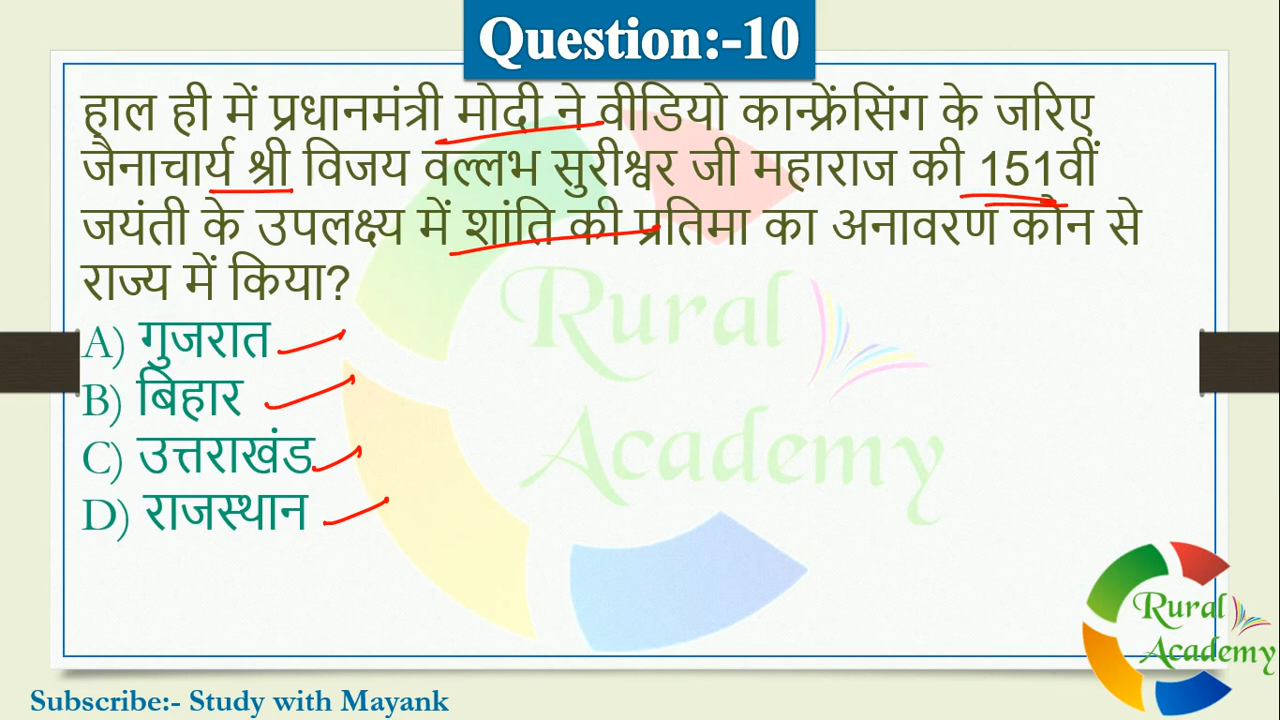 Question:-10
हाल ही में प्रधानमंत्री मोदी ने वीडियो कान्फ्रेंसिंग के जरिए
जैनाचार्य श्री विजय वल्लभ सुरीश्वर जी महाराज की 151वीं
जयंती के उपलक्ष्य में शांति की प्रतिमा का अनावरण कौन से
राज्य में किया?
A) गुजरात
B) बिहार
C) उत्तराखंड
D) राजस्थान
Rural
Academy
Rural
Academy
Subscribe:- Study with Mayank